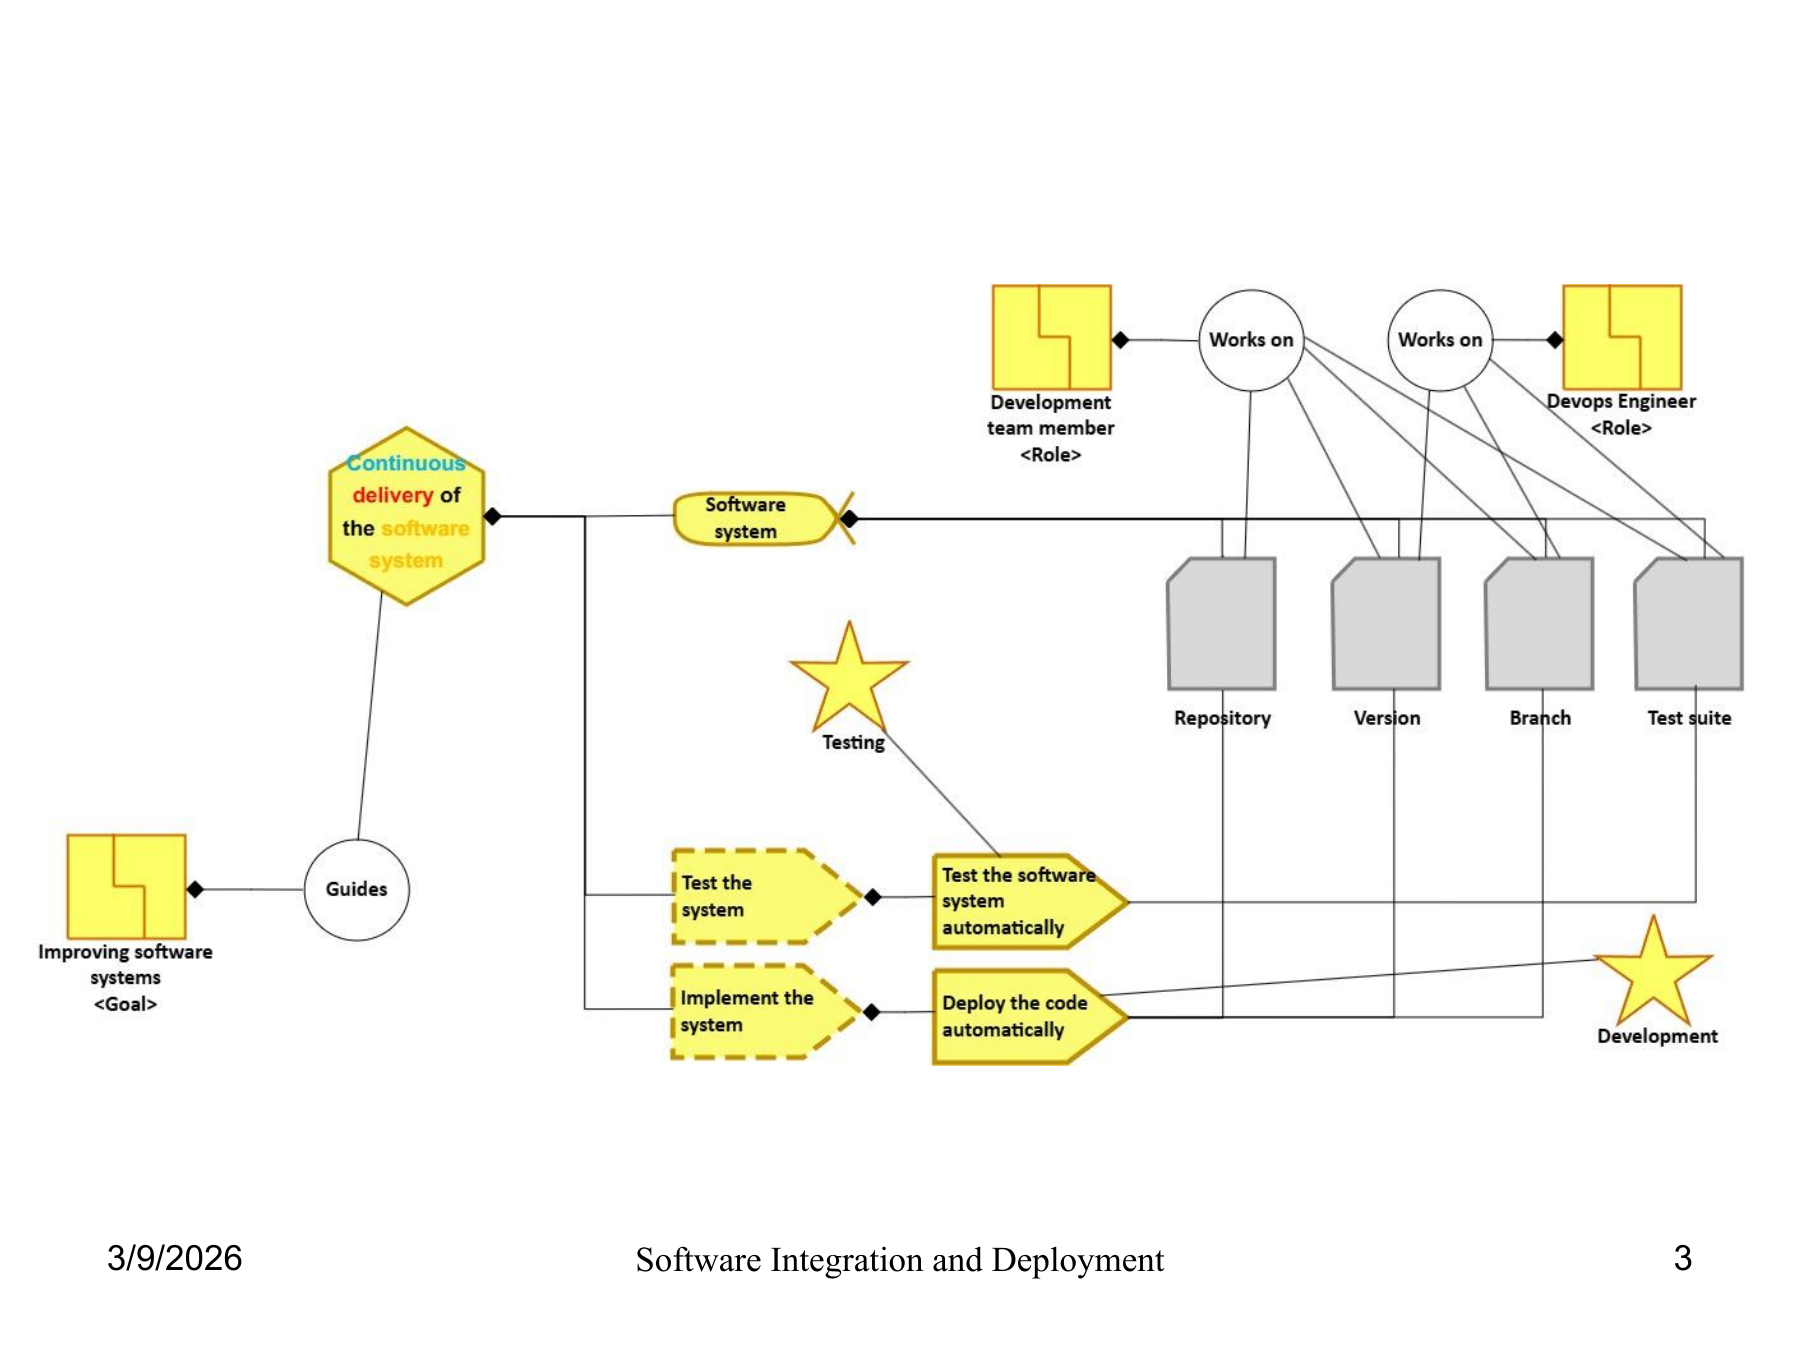 Works on
Works on
Development
team member
<Role>
Devops Engineer
<Role>
Continuous
delivery of
the software
system
Software
system
Repository
Version
Branch
Test suite
Testing
Guides
Improving software
systems
<Goal>
Test the
system
Test the software
system
automatically
Implement the
system
Deploy the code
automatically
Development
3/9/2026
Software Integration and Deployment
3